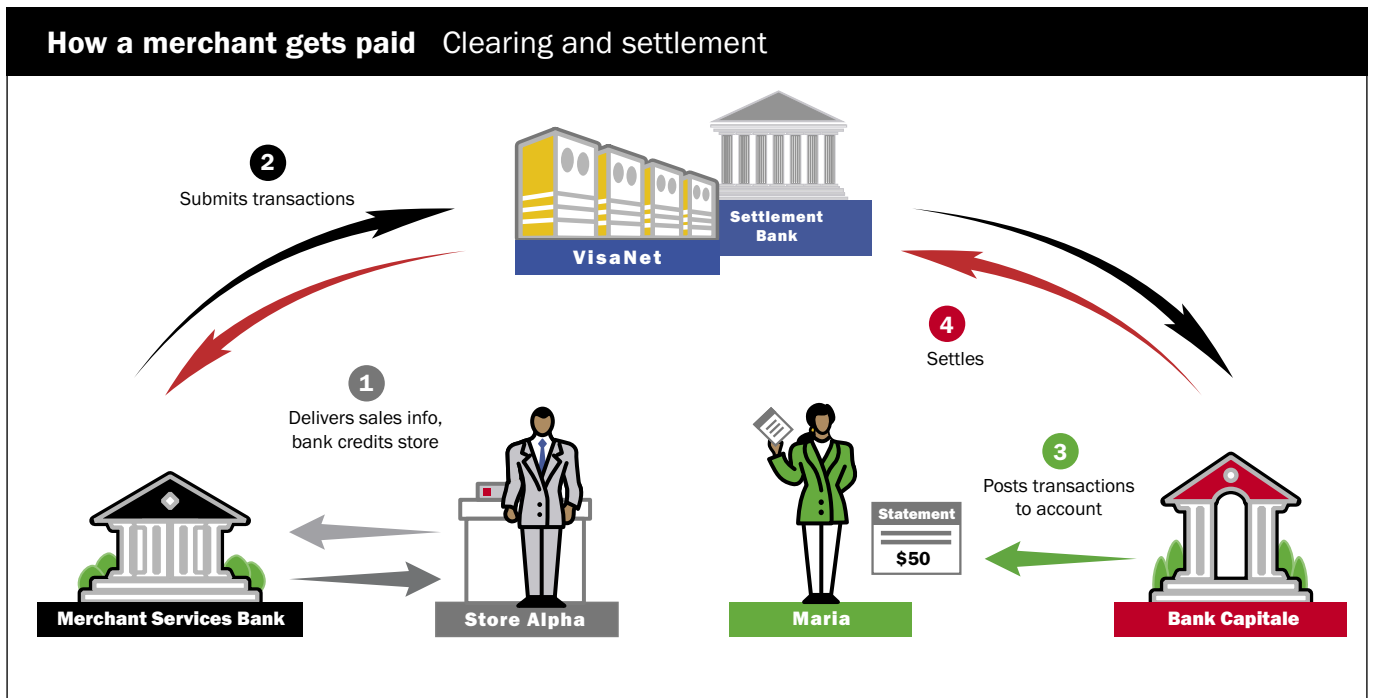 How a merchant gets paid Clearing and settlement
2
Submits transactions
Settlement
Bank
VisaNet
4
Settles
1
Delivers sales info,
bank credits store
3
Posts transactions
to account
Statement
$50
Merchant Services Bank
Store Alpha
Maria
Bank Capitale